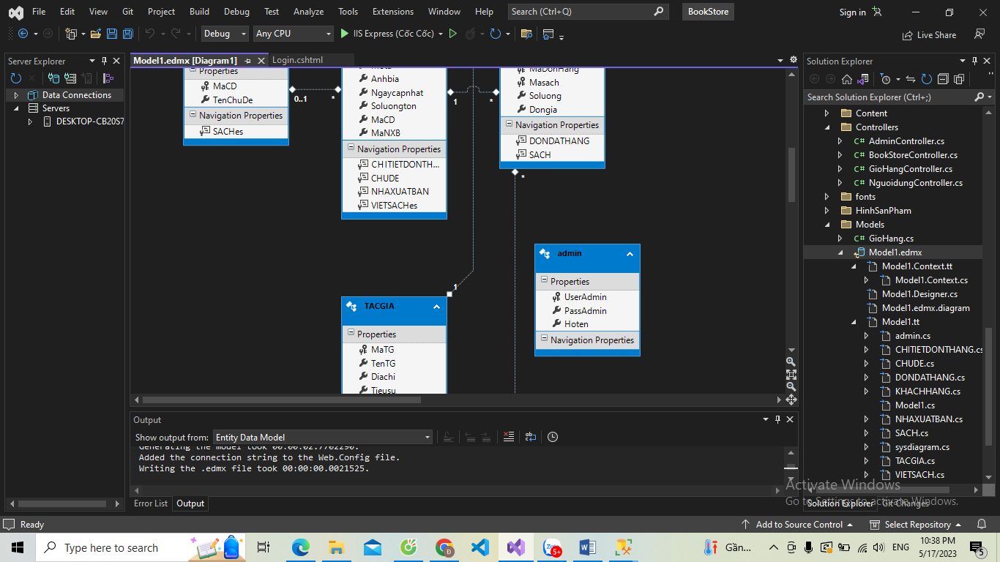 File Edit View Git Project Build Debug Test Analyze Tools Extensions Window Help Search (Ctrl+Q) BookStore Sign in
Debug Any CPU IIS Express (Cốc Cốc) Live Share
Server Explorer
Data Connections
Servers
DESKTOP-CB20S7
Model1.edmx [Diagram1] Login.cshtml
Properties
MaCD
TenChuDe
Navigation Properties
SACHes
0..1
*
Anhbia
Ngaycapnhat
Soluongton
MaCD
MaNXB
Navigation Properties
CHITIETDONTH...
CHUDE
NHAXUATBAN
VIETSACHes
1
*
MaDonHang
Masach
Soluong
Dongia
Navigation Properties
DONDATHANG
SACH
*
1
TACGIA
Properties
MaTG
TenTG
Diachi
Tieusu
admin
Properties
UserAdmin
PassAdmin
Hoten
Navigation Properties
Output
Show output from: Entity Data Model
Generating the model took 00:00:02.7702290.
Added the connection string to the Web.Config file.
Writing the .edmx file took 00:00:00.0021525.
Error List Output
Solution Explorer
Search Solution Explorer (Ctrl+;)
Content
Controllers
C# AdminController.cs
C# BookStoreController.cs
C# GioHangController.cs
C# NguoidungController.cs
fonts
HinhSanPham
Models
C# GioHang.cs
Model1.edmx
Model1.Context.tt
Model1.Context.cs
Model1.Designer.cs
Model1.edmx.diagram
Model1.tt
admin.cs
CHITIETDONTHANG.cs
CHUDE.cs
DONDATHANG.cs
KHACHHANG.cs
Model1.cs
NHAXUATBAN.cs
SACH.cs
sysdiagram.cs
TACGIA.cs
VIETSACH.cs
Activate Windows
Go to Settings to activate Windows.
Solution Explorer Git Changes
Ready Add to Source Control Select Repository
Type here to search 5+ Gần... ENG 10:38 PM
5/17/2023 5